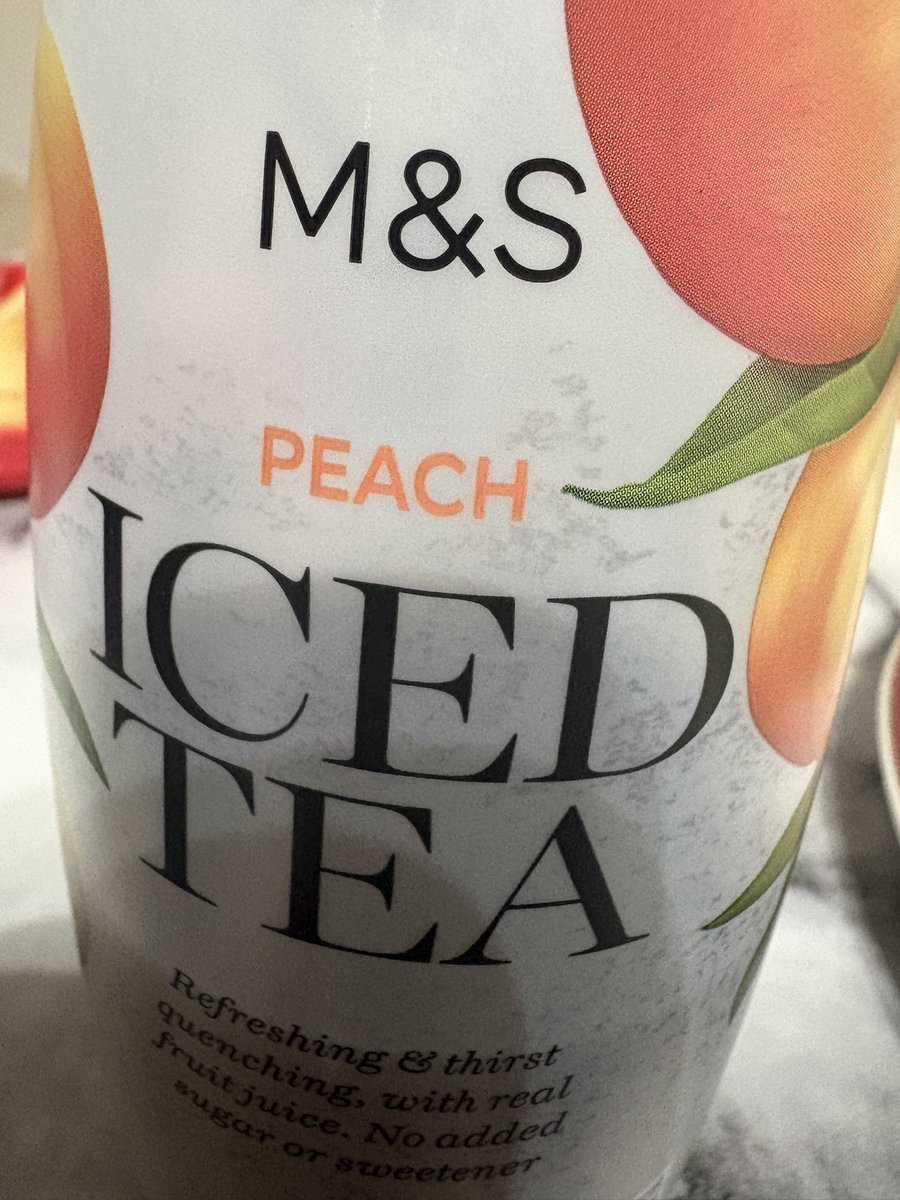 M&S
PEACH
ICED
TEA
Refreshing & thirst
quenching, with real
fruit juice. No added
sugar or sweetener